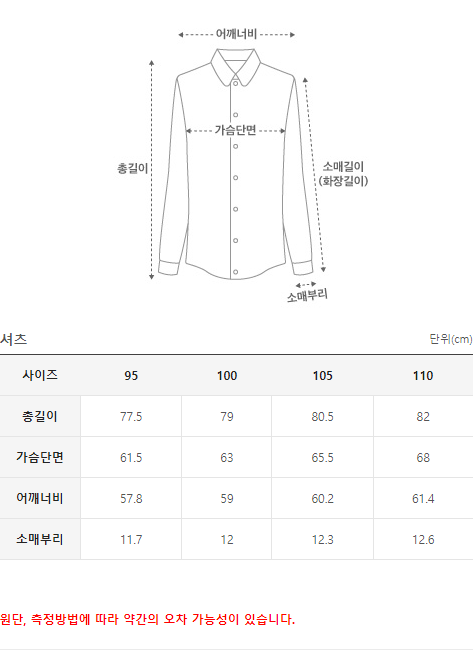 어깨너비
가슴단면
총길이
소매길이
(화장길이)
소매부리
셔츠 단위(cm)
사이즈 95 100 105 110
총길이 77.5 79 80.5 82
가슴단면 61.5 63 65.5 68
어깨너비 57.8 59 60.2 61.4
소매부리 11.7 12 12.3 12.6
원단, 측정방법에 따라 약간의 오차 가능성이 있습니다.